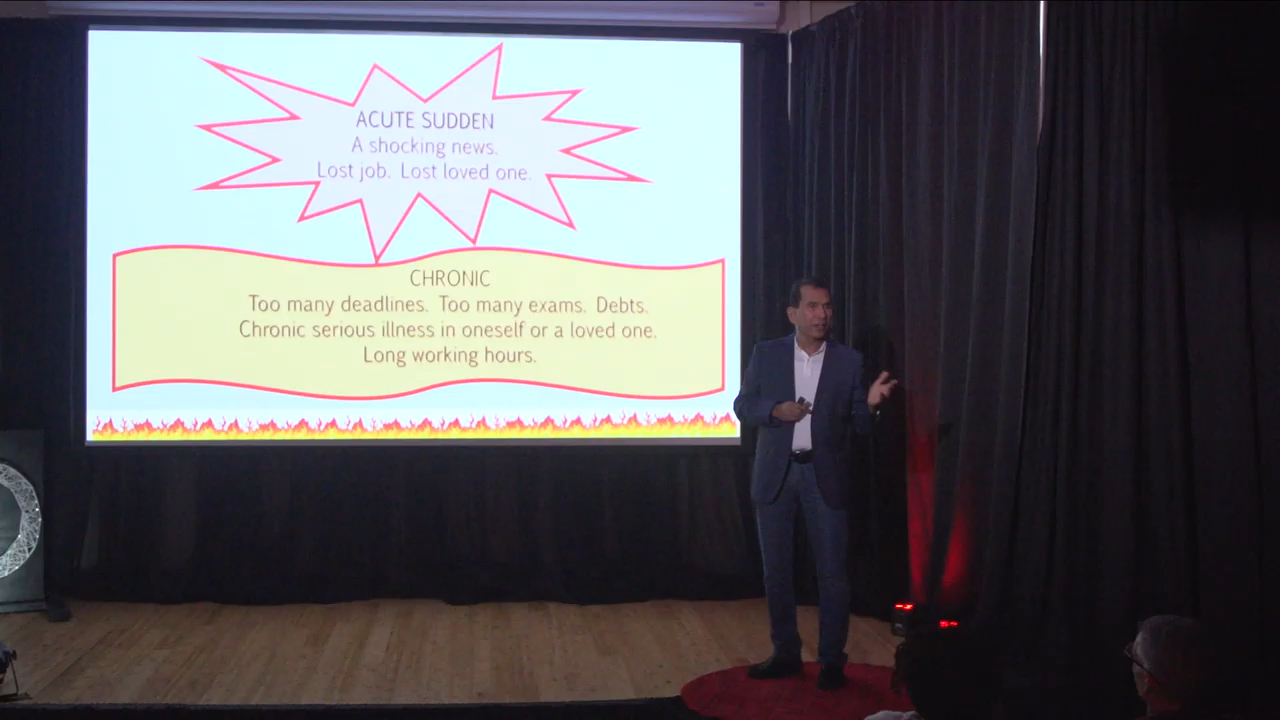 ACUTE SUDDEN
A shocking news.
Lost job. Lost loved one.
CHRONIC
Too many deadlines. Too many exams. Debts.
Chronic serious illness in oneself or a loved one.
Long working hours.